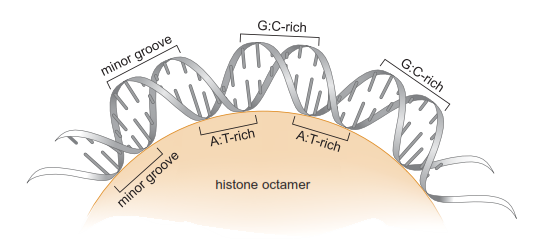 G:C-rich
minor groove
G:C-rich
A:T-rich
A:T-rich
minor groove
histone octamer